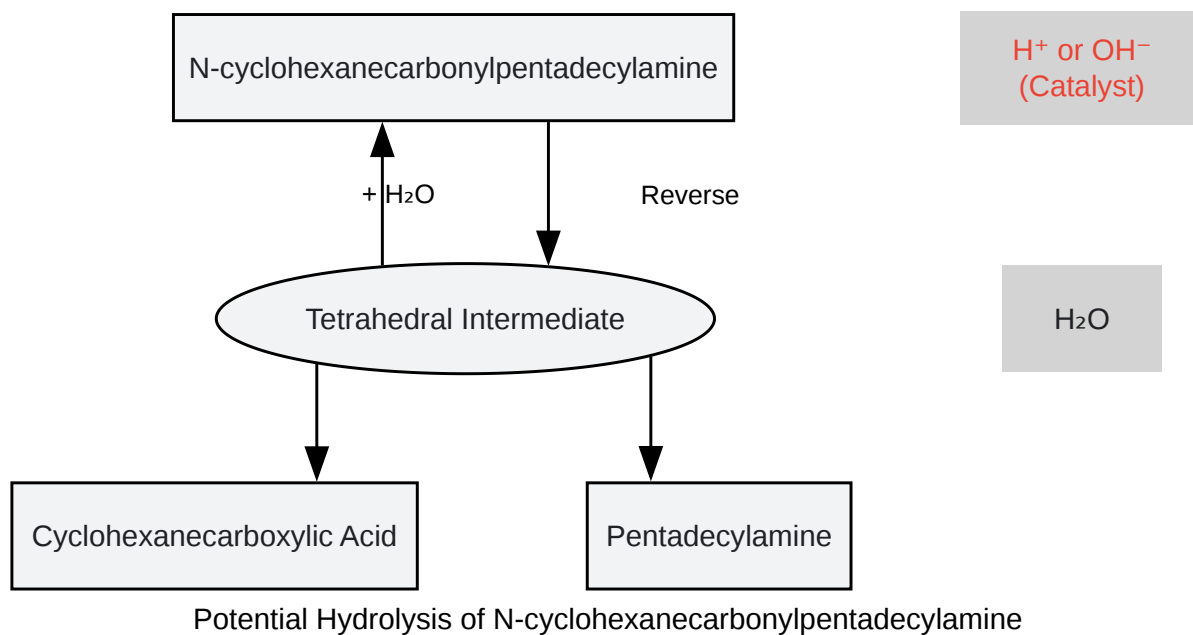 N-cyclohexanecarbonylpentadecylamine
H⁺ or OH⁻
(Catalyst)
+ H₂O
Reverse
Tetrahedral Intermediate
H₂O
Cyclohexanecarboxylic Acid
Pentadecylamine
Potential Hydrolysis of N-cyclohexanecarbonylpentadecylamine